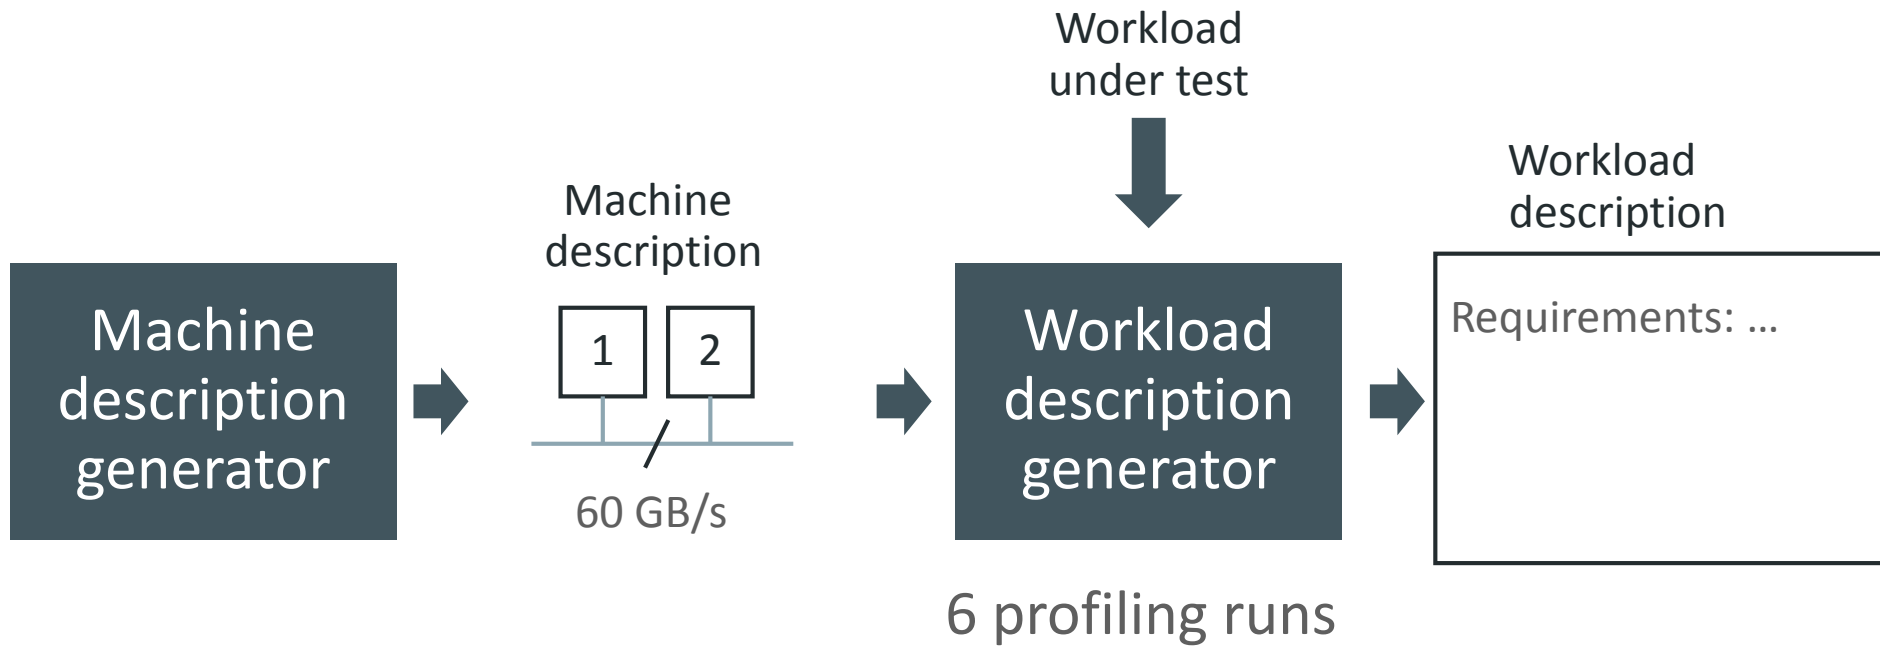 Workload
under test
Workload
description
Machine
description
Machine
description
generator
1
2
60 GB/s
Workload
description
generator
Requirements: ...
6 profiling runs